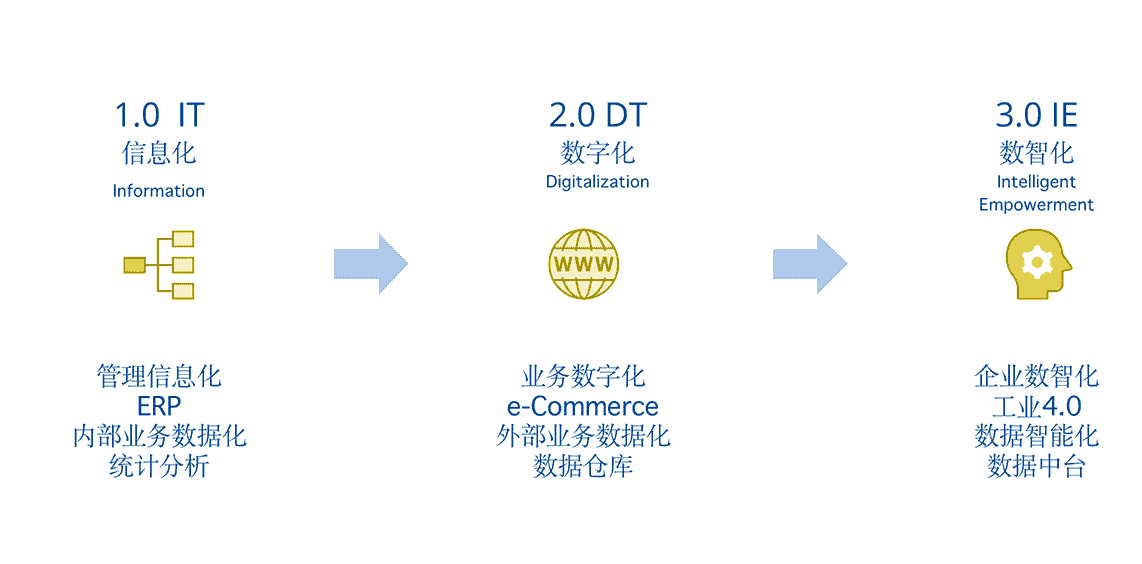 1.0 IT
信息化
Information
管理信息化
ERP
内部业务数据化
统计分析
2.0 DT
数字化
Digitalization
WWW
业务数字化
e-Commerce
外部业务数据化
数据仓库
3.0 IE
数智化
Intelligent
Empowerment
企业数智化
工业4.0
数据智能化
数据中台